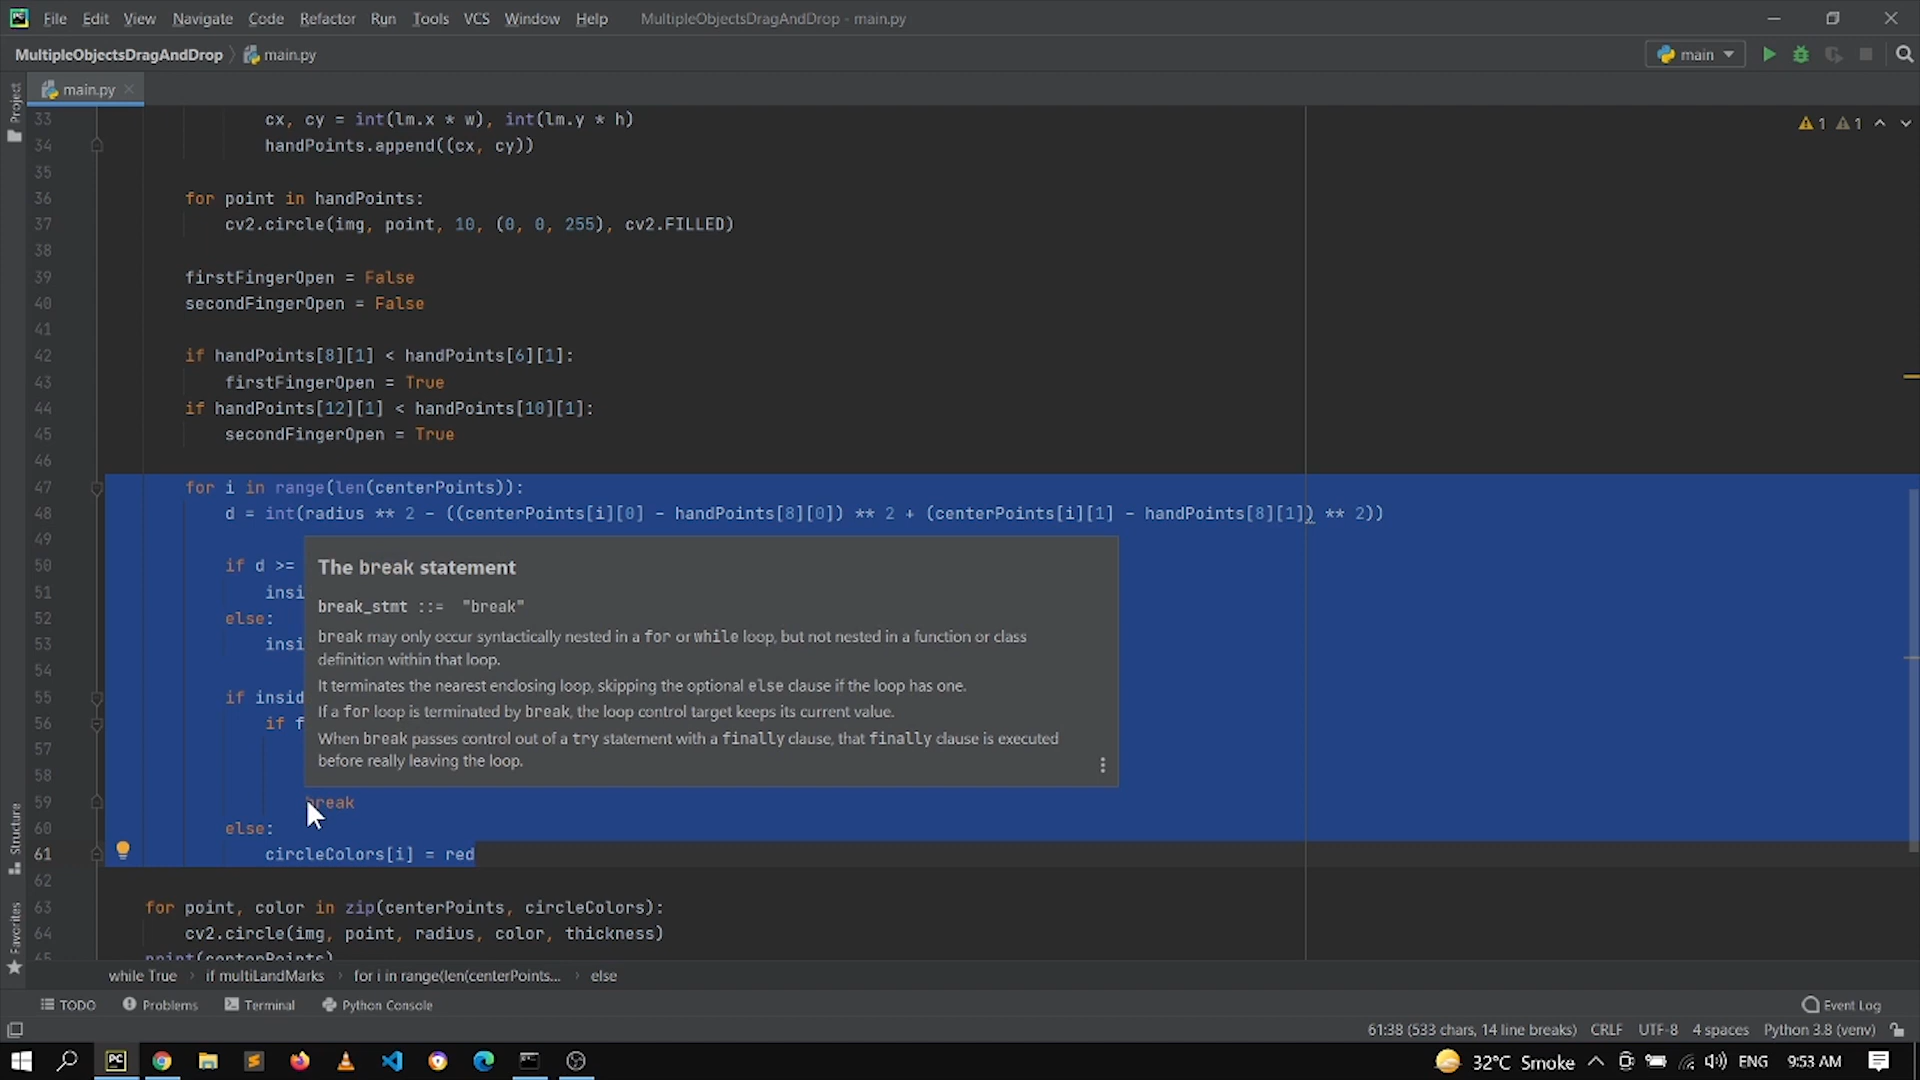 File Edit View Navigate Code Refactor Run Tools VCS Window Help MultipleObjectsDragAndDrop - main.py
MultipleObjectsDragAndDrop main.py main
Project
main.py
33 cx, cy = int(lm.x * w), int(lm.y * h) 1 1
34 handPoints.append((cx, cy))
35
36 for point in handPoints:
37 cv2.circle(img, point, 10, (0, 0, 255), cv2.FILLED)
38
39 firstFingerOpen = False
40 secondFingerOpen = False
41
42 if handPoints[8][1] < handPoints[6][1]:
43 firstFingerOpen = True
44 if handPoints[12][1] < handPoints[10][1]:
45 secondFingerOpen = True
46
47 for i in range(len(centerPoints)):
48 d = int(radius ** 2 - ((centerPoints[i][0] - handPoints[8][0]) ** 2 + (centerPoints[i][1] - handPoints[8][1]) ** 2))
49
50 if d >=
51 insi
52 else:
53 insi
54
55 if insid
56 if f
57
58
The break statement
break_stmt ::= "break"
break may only occur syntactically nested in a for or while loop, but not nested in a function or class
definition within that loop.
It terminates the nearest enclosing loop, skipping the optional else clause if the loop has one.
If a for loop is terminated by break, the loop control target keeps its current value.
When break passes control out of a try statement with a finally clause, that finally clause is executed
before really leaving the loop.
59 break
60 else:
61 circleColors[i] = red
62
63 for point, color in zip(centerPoints, circleColors):
64 cv2.circle(img, point, radius, color, thickness)
65 print(centerPoints)
Structure
Favorites
while True if multiLandMarks for i in range(len(centerPoints... else
TODO Problems Terminal Python Console Event Log
61:38 (533 chars, 14 line breaks) CRLF UTF-8 4 spaces Python 3.8 (venv)
PC 32°C Smoke ENG 9:53 AM